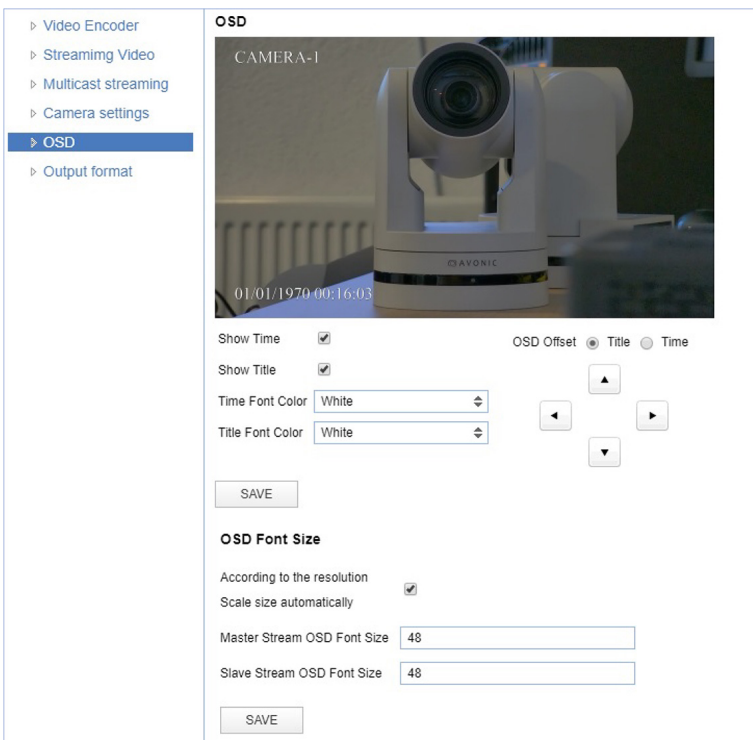 Video Encoder
Streamimg Video
Multicast streaming
Camera settings
OSD
Output format
OSD
CAMERA-1
AVONIC
01/01/1970 00:16:03
Show Time
Show Title
Time Font Color White
Title Font Color White
OSD Offset Title Time
SAVE
OSD Font Size
According to the resolution
Scale size automatically
Master Stream OSD Font Size 48
Slave Stream OSD Font Size 48
SAVE